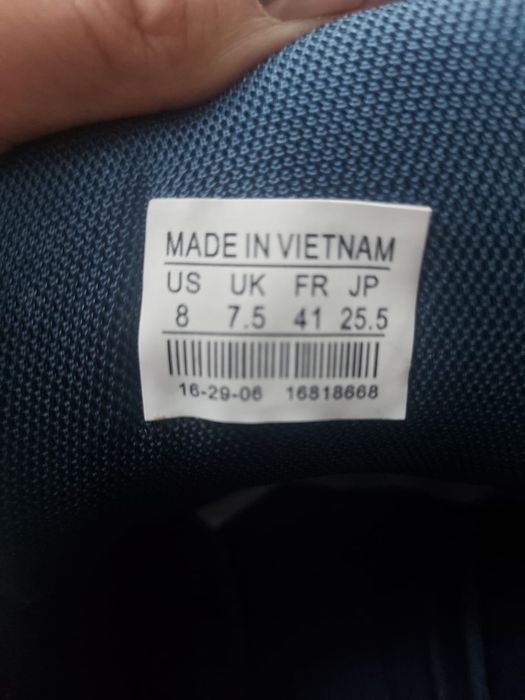 MADE IN VIETNAM
US UK FR JP
8 7.5 41 25.5
16-29-06 16818668